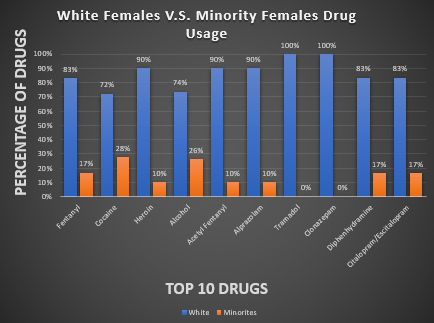 White Females V.S. Minority Females Drug
Usage
PERCENTAGE OF DRUGS
100%
90%
80%
70%
60%
50%
40%
30%
20%
10%
0%
83%
17%
72%
28%
90%
10%
74%
26%
90%
10%
90%
10%
100%
0%
100%
0%
83%
17%
83%
17%
Fentanyl
Cocaine
Heroin
Alcohol
Acetyl Fentanyl
Alprazolam
Tramadol
Clonazepam
Diphenhydramine
Citalopram/Escitalopram
TOP 10 DRUGS
White Minorites